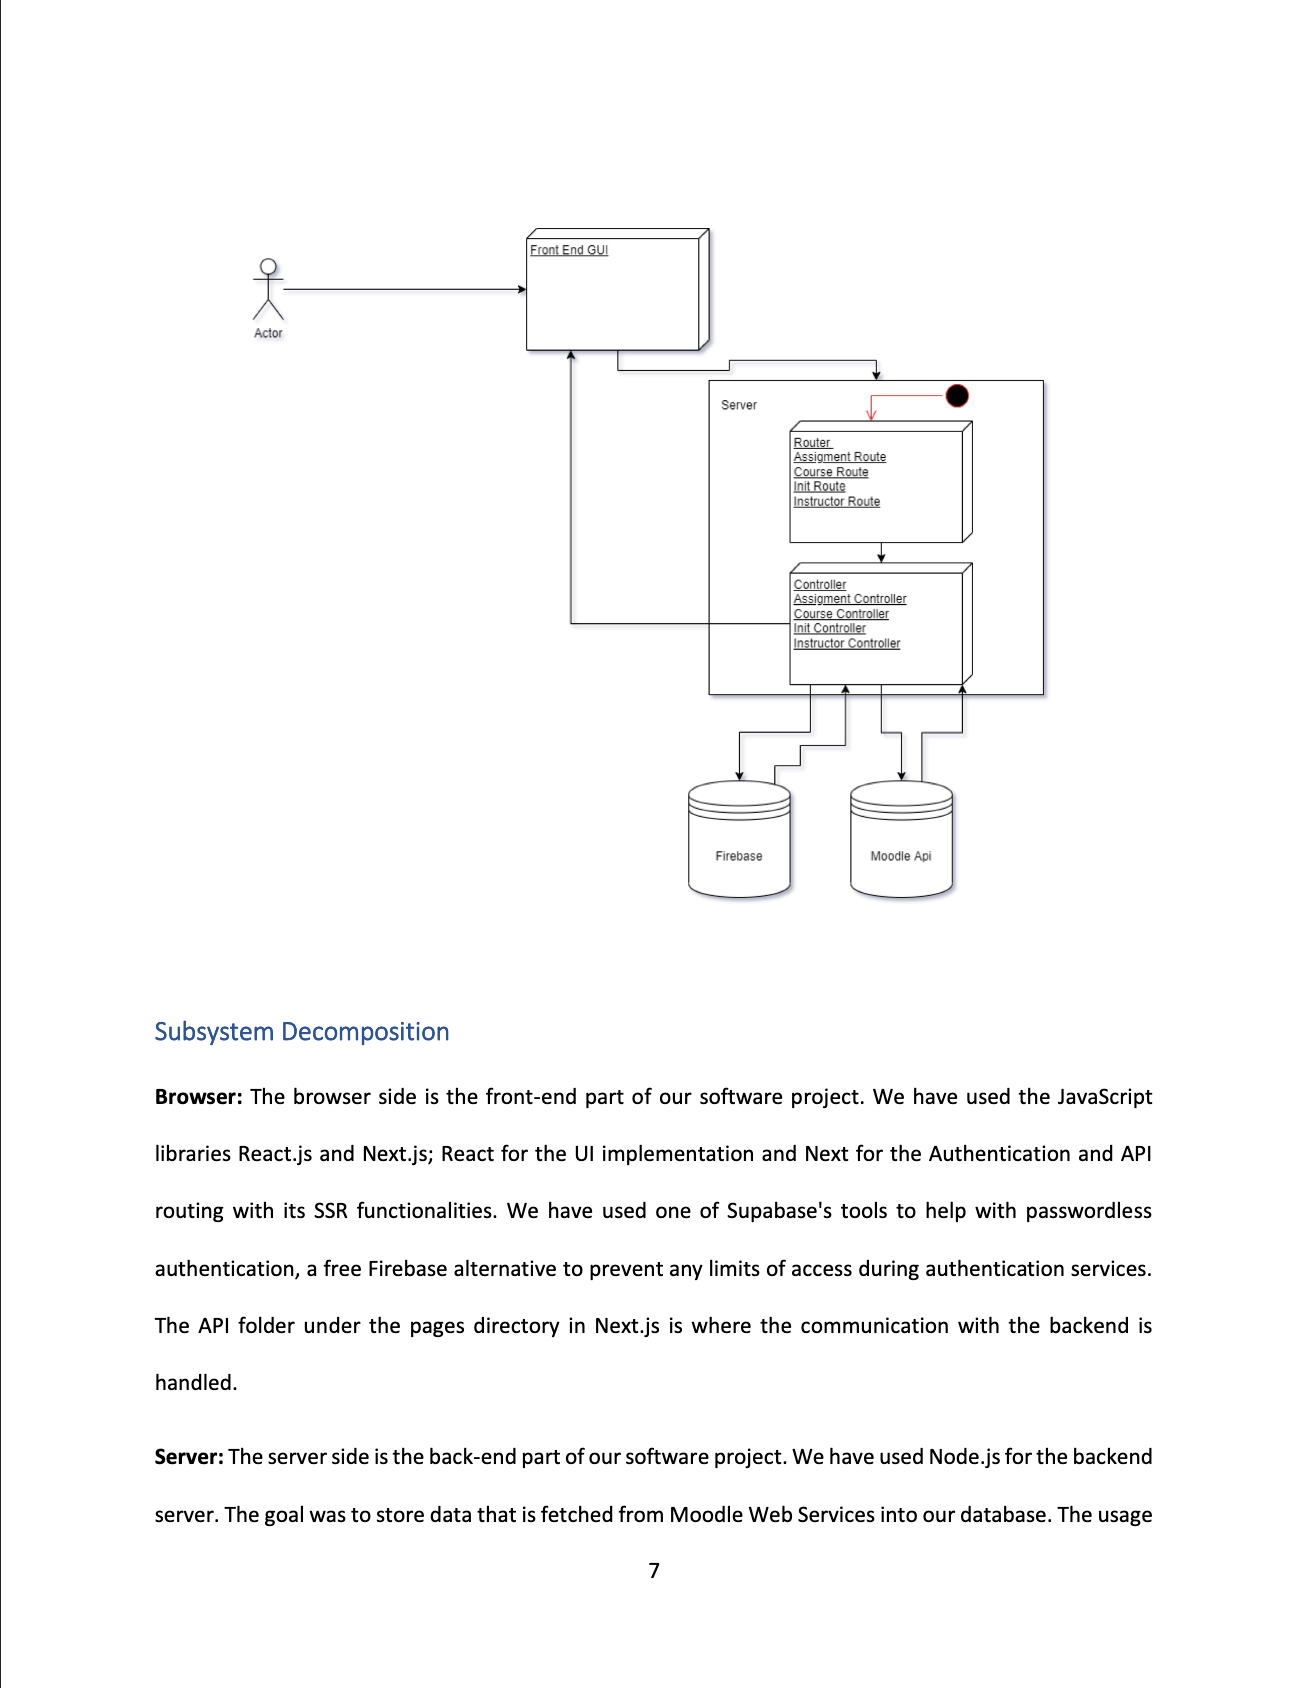 Front End GUI
Actor
Server
Router
Assigment Route
Course Route
Init Route
Instructor Route
Controller
Assigment Controller
Course Controller
Init Controller
Instructor Controller
Firebase
Moodle Api
Subsystem Decomposition
Browser: The browser side is the front-end part of our software project. We have used the JavaScript
libraries React.js and Next.js; React for the UI implementation and Next for the Authentication and API
routing with its SSR functionalities. We have used one of Supabase's tools to help with passwordless
authentication, a free Firebase alternative to prevent any limits of access during authentication services.
The API folder under the pages directory in Next.js is where the communication with the backend is
handled.
Server: The server side is the back-end part of our software project. We have used Node.js for the backend
server. The goal was to store data that is fetched from Moodle Web Services into our database. The usage
7